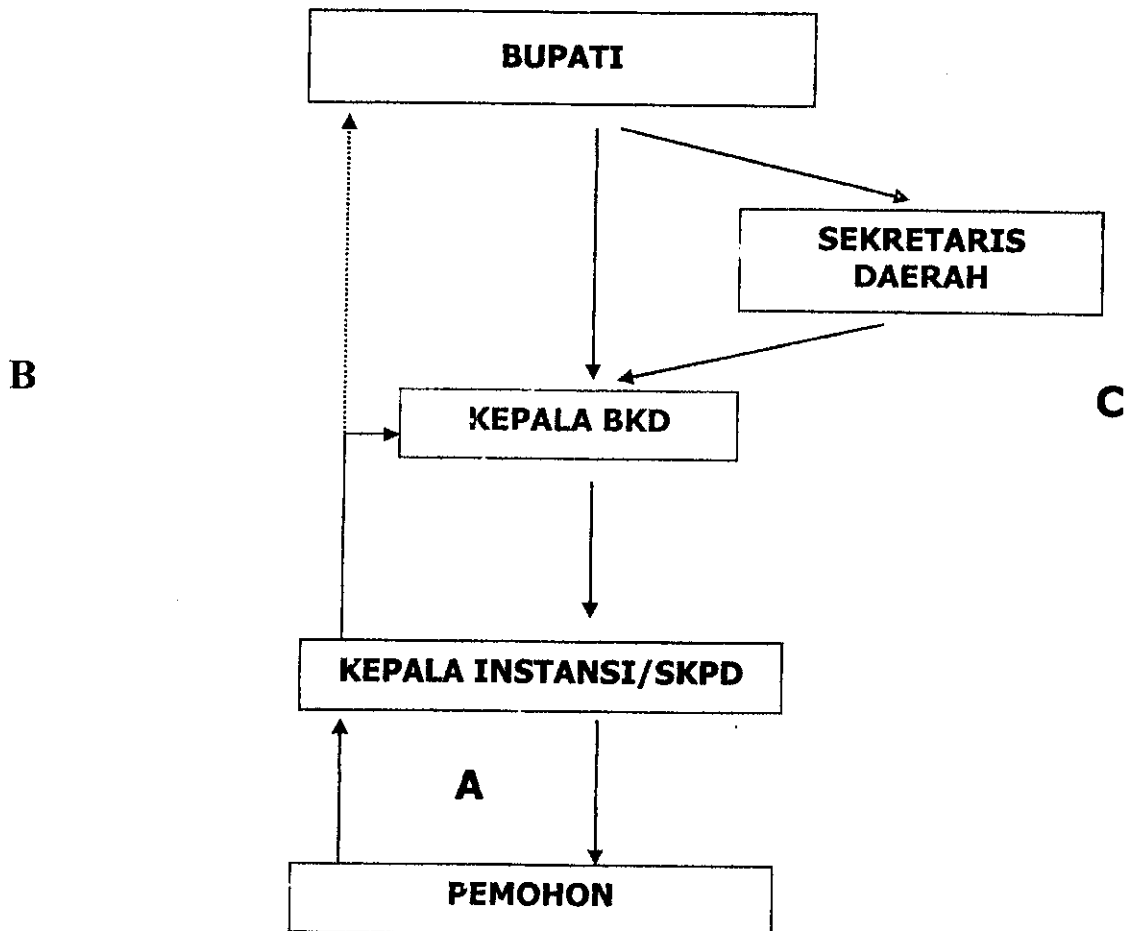 BUPATI
SEKRETARIS
DAERAH
B
C
KEPALA BKD
KEPALA INSTANSI/SKPD
A
PEMOHON